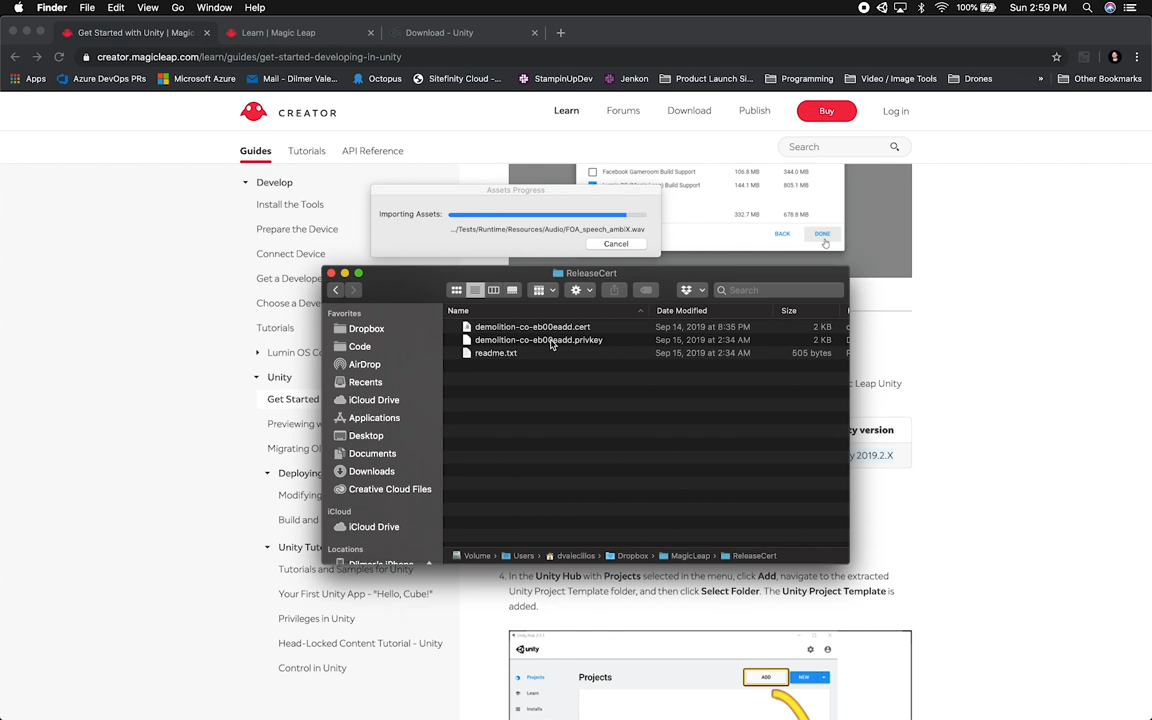 Finder File Edit View Go Window Help 100% Sun 2:59 PM
Get Started with Unity | Magic Learn | Magic Leap Download - Unity
creator.magicleap.com/learn/guides/get-started-developing-in-unity
Apps Azure DevOps PRs Microsoft Azure Mail - Dilmer Vale... Octopus Sitefinity Cloud -... StampinUpDev Jenkon Product Launch Si... Programming Video / Image Tools Drones » Other Bookmarks
CREATOR Learn Forums Download Publish Buy Log in
Guides Tutorials API Reference Search
Develop
Install the Tools
Prepare the Device
Connect Device
Get a Develope
Choose a Deve
Tutorials
Lumin OS Co
Unity
Get Started
Previewing w
Migrating Ol
Deploying
Modifying
Build and
Unity Tut
Tutorials and Samples for Unity
Your First Unity App - "Hello, Cube!"
Privileges in Unity
Head-Locked Content Tutorial - Unity
Control in Unity
Facebook Gameroom Build Support 106.8 MB 344.0 MB
Build Support 144.1 MB 805.1 MB
332.7 MB 678.8 MB
BACK DONE
Assets Progress
Importing Assets:
.../Tests/Runtime/Resources/Audio/FOA_speech_ambiX.wav
Cancel
ReleaseCert
Search
Favorites
Dropbox
Code
AirDrop
Recents
iCloud Drive
Applications
Desktop
Documents
Downloads
Creative Cloud Files
iCloud
iCloud Drive
Locations
Dilmer's iPhone
Name Date Modified Size
demolition-co-eb00eadd.cert Sep 14, 2019 at 8:35 PM 2 KB
demolition-co-eb00eadd.privkey Sep 15, 2019 at 2:34 AM 2 KB
readme.txt Sep 15, 2019 at 2:34 AM 505 bytes
Volume › Users › dvalecillos › Dropbox › MagicLeap › ReleaseCert
c Leap Unity
ty version
y 2019.2.X
4. In the Unity Hub with Projects selected in the menu, click Add, navigate to the extracted
Unity Project Template folder, and then click Select Folder. The Unity Project Template is
added.
unity
Projects
Learn
Installs
Projects ADD NEW